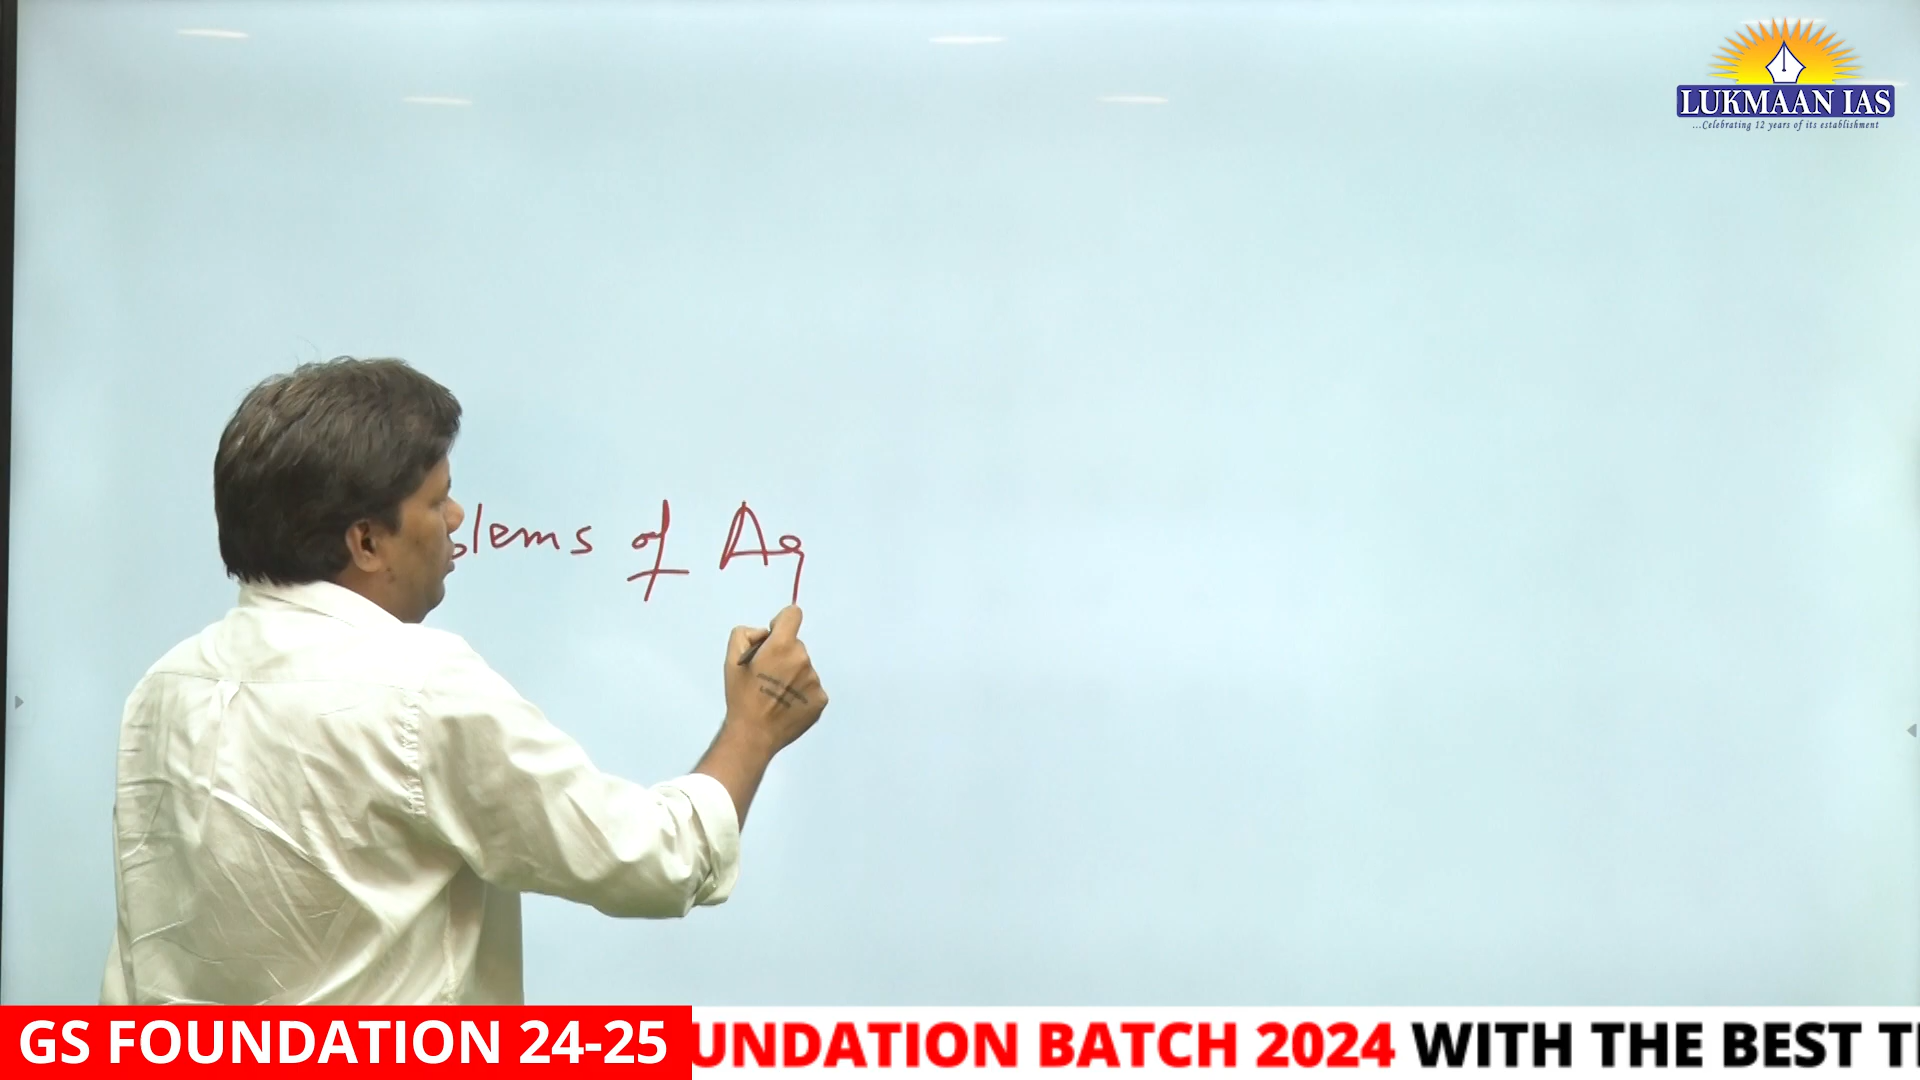 LUKMAAN IAS
...Celebrating 12 years of its establishment
blems of Ag
GS FOUNDATION 24-25
UNDATION BATCH 2024 WITH THE BEST